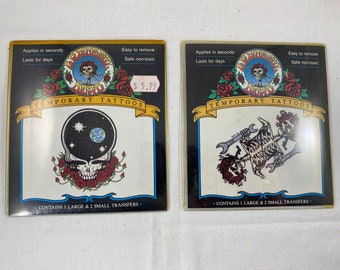 Applies in seconds
Easy to remove
Lasts for days
Safe non-toxic
$5.99
TEMPORARY TATTOOS
· CONTAINS 1 LARGE & 2 SMALL TRANSFERS ·
Applies in seconds
Easy to remove
Lasts for days
Safe non-toxic
TEMPORARY TATTOOS
· CONTAINS 1 LARGE & 2 SMALL TRANSFERS ·